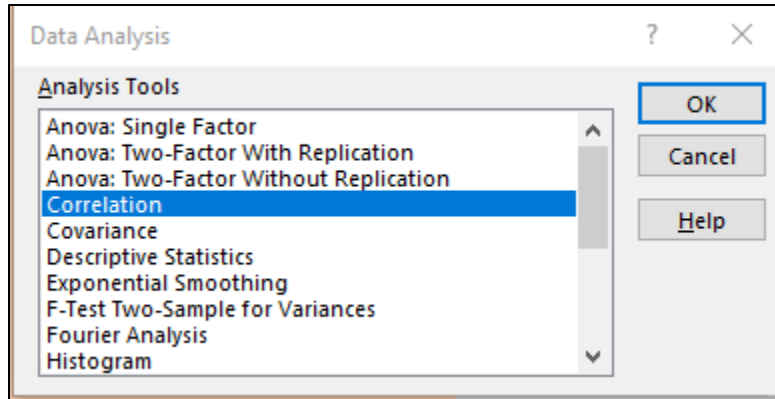 Data Analysis
?
Analysis Tools
Anova: Single Factor
Anova: Two-Factor With Replication
Anova: Two-Factor Without Replication
Correlation
Covariance
Descriptive Statistics
Exponential Smoothing
F-Test Two-Sample for Variances
Fourier Analysis
Histogram
OK
Cancel
Help